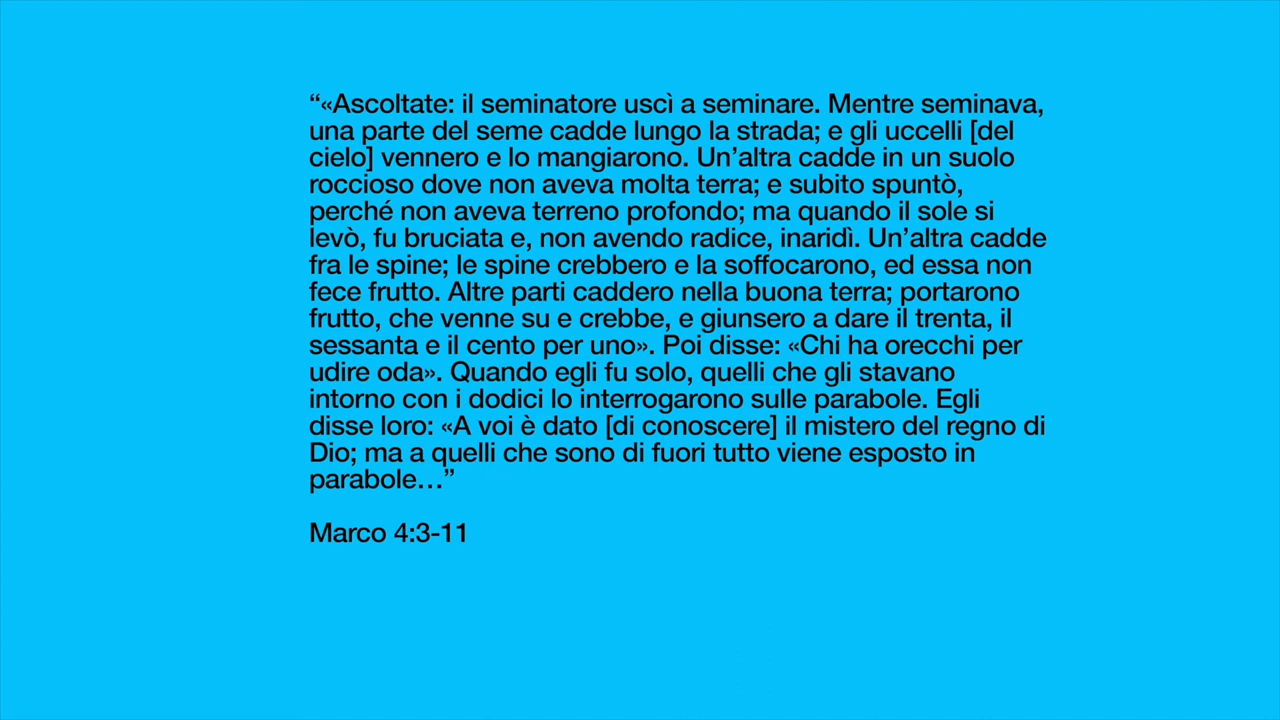 “«Ascoltate: il seminatore uscì a seminare. Mentre seminava,
una parte del seme cadde lungo la strada; e gli uccelli [del
cielo] vennero e lo mangiarono. Un’altra cadde in un suolo
roccioso dove non aveva molta terra; e subito spuntò,
perché non aveva terreno profondo; ma quando il sole si
levò, fu bruciata e, non avendo radice, inaridì. Un’altra cadde
fra le spine; le spine crebbero e la soffocarono, ed essa non
fece frutto. Altre parti caddero nella buona terra; portarono
frutto, che venne su e crebbe, e giunsero a dare il trenta, il
sessanta e il cento per uno». Poi disse: «Chi ha orecchi per
udire oda». Quando egli fu solo, quelli che gli stavano
intorno con i dodici lo interrogarono sulle parabole. Egli
disse loro: «A voi è dato [di conoscere] il mistero del regno di
Dio; ma a quelli che sono di fuori tutto viene esposto in
parabole…”
Marco 4:3-11